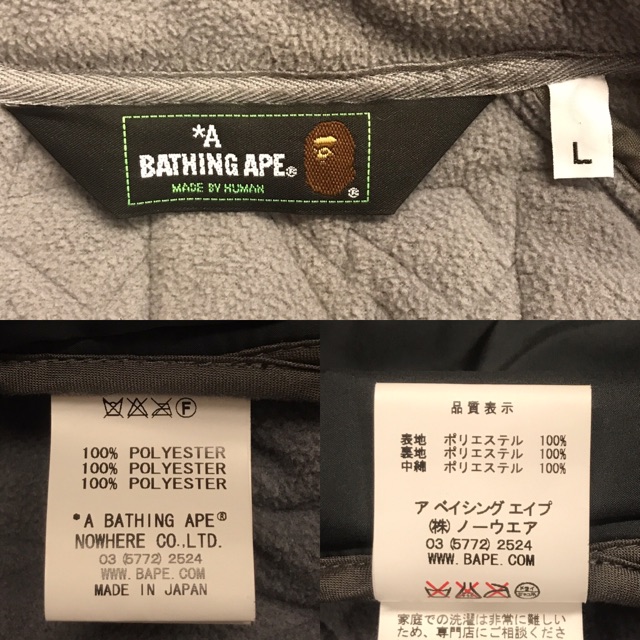 *A
BATHING APE®
MADE BY HUMAN
®
L
F
100% POLYESTER
100% POLYESTER
100% POLYESTER
*A BATHING APE®
NOWHERE CO.,LTD.
03 (5772) 2524
WWW.BAPE.COM
MADE IN JAPAN
品質表示
表地 ポリエステル 100%
裏地 ポリエステル 100%
中綿 ポリエステル 100%
ア ベイシング エイプ
(株) ノーウエア
03 (5772) 2524
WWW.BAPE.COM
家庭での洗濯は非常に難しい
ため、専門店にご相談くださ